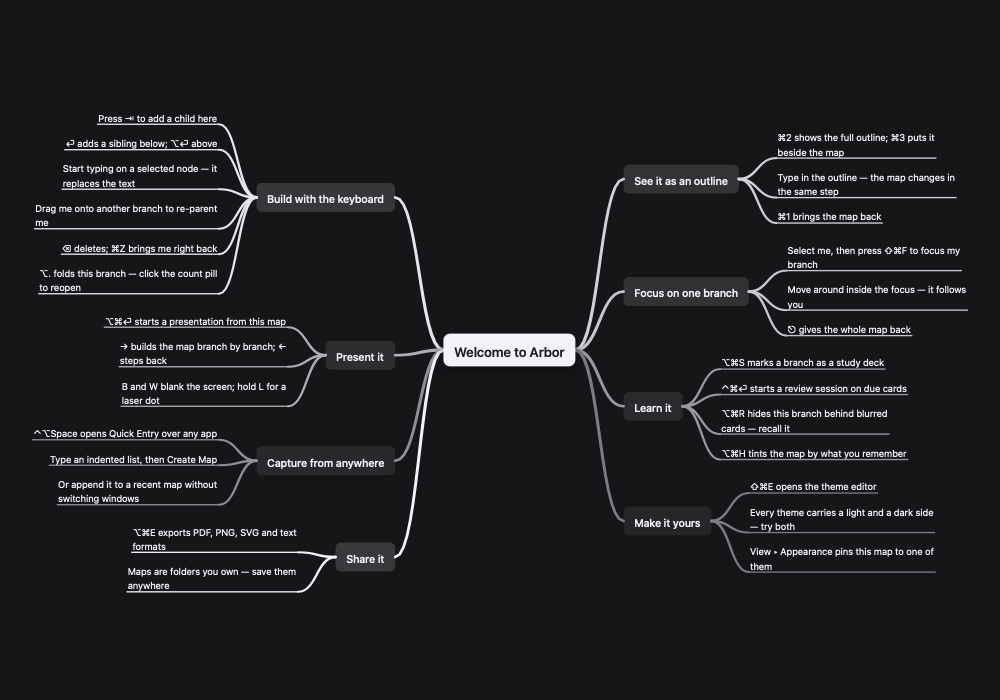 Welcome to Arbor
Build with the keyboard
Press ⇥ to add a child here
⏎ adds a sibling below; ⌥⏎ above
Start typing on a selected node — it
replaces the text
Drag me onto another branch to re-parent
me
⌫ deletes; ⌘Z brings me right back
⌥. folds this branch — click the count pill
to reopen
Present it
⌥⌘⏎ starts a presentation from this map
→ builds the map branch by branch; ←
steps back
B and W blank the screen; hold L for a
laser dot
Capture from anywhere
⌃⌥Space opens Quick Entry over any app
Type an indented list, then Create Map
Or append it to a recent map without
switching windows
Share it
⌥⌘E exports PDF, PNG, SVG and text
formats
Maps are folders you own — save them
anywhere
See it as an outline
⌘2 shows the full outline; ⌘3 puts it
beside the map
Type in the outline — the map changes in
the same step
⌘1 brings the map back
Focus on one branch
Select me, then press ⇧⌘F to focus my
branch
Move around inside the focus — it follows
you
⎋ gives the whole map back
Learn it
⌥⌘S marks a branch as a study deck
⌃⌘⏎ starts a review session on due cards
⌥⌘R hides this branch behind blurred
cards — recall it
⌥⌘H tints the map by what you remember
Make it yours
⇧⌘E opens the theme editor
Every theme carries a light and a dark side
— try both
View ▸ Appearance pins this map to one of
them